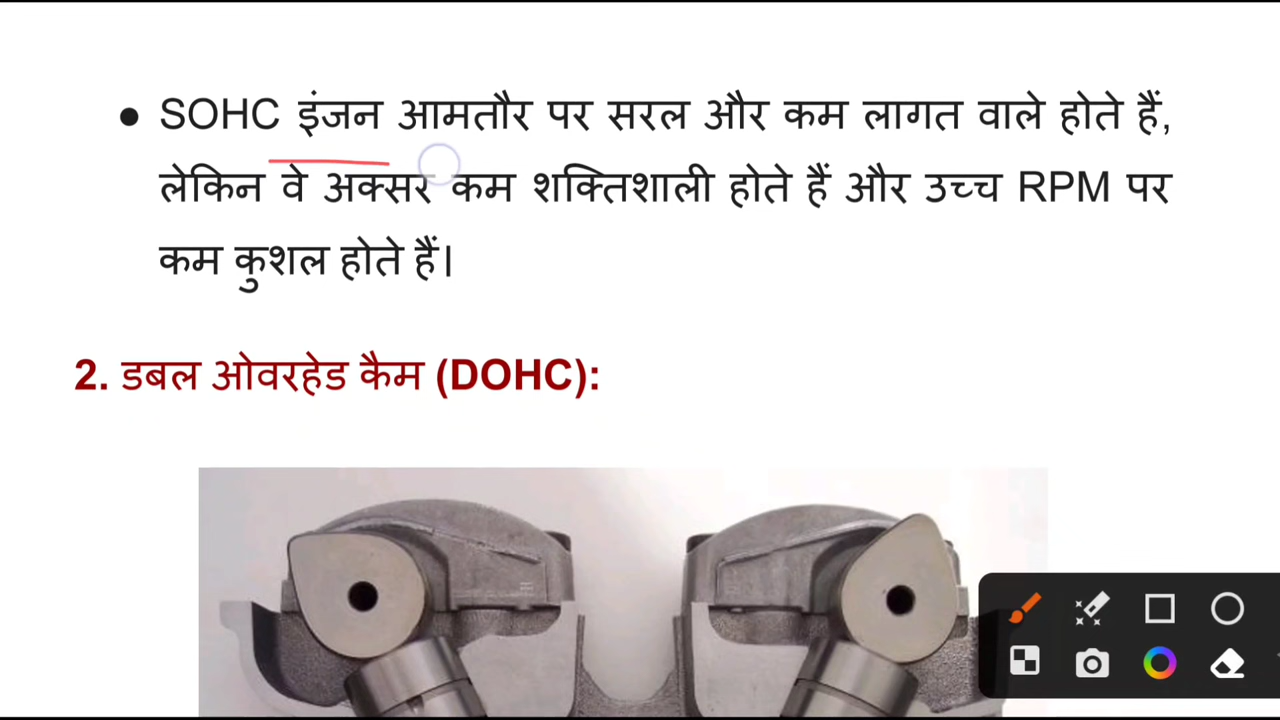 ● SOHC इंजन आमतौर पर सरल और कम लागत वाले होते हैं,
लेकिन वे अक्सर कम शक्तिशाली होते हैं और उच्च RPM पर
कम कुशल होते हैं।
2. डबल ओवरहेड कैम (DOHC):